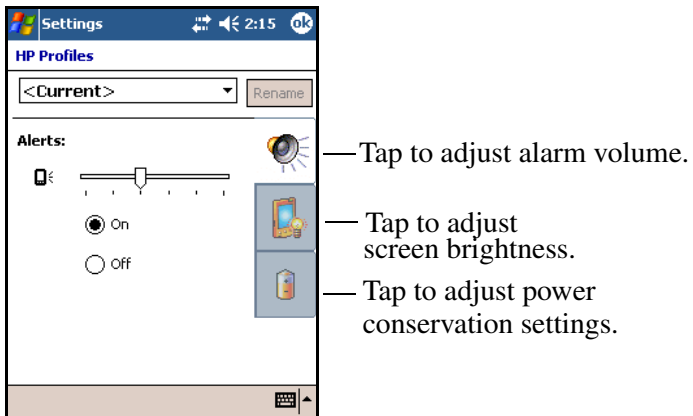 Settings 2:15 ok
HP Profiles
<Current> Rename
Alerts:
On
Off
Tap to adjust alarm volume.
Tap to adjust
screen brightness.
Tap to adjust power
conservation settings.